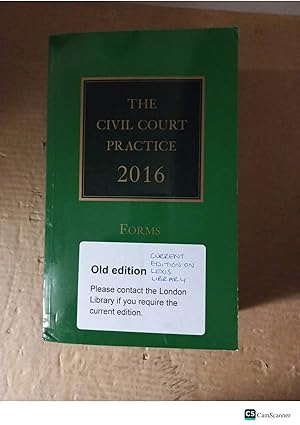 THE
CIVIL COURT
PRACTICE
2016
FORMS
Old edition
CURRENT
EDITION ON
LEXIS
LIBRARY
Please contact the London
Library if you require the
current edition.
CS CamScanner